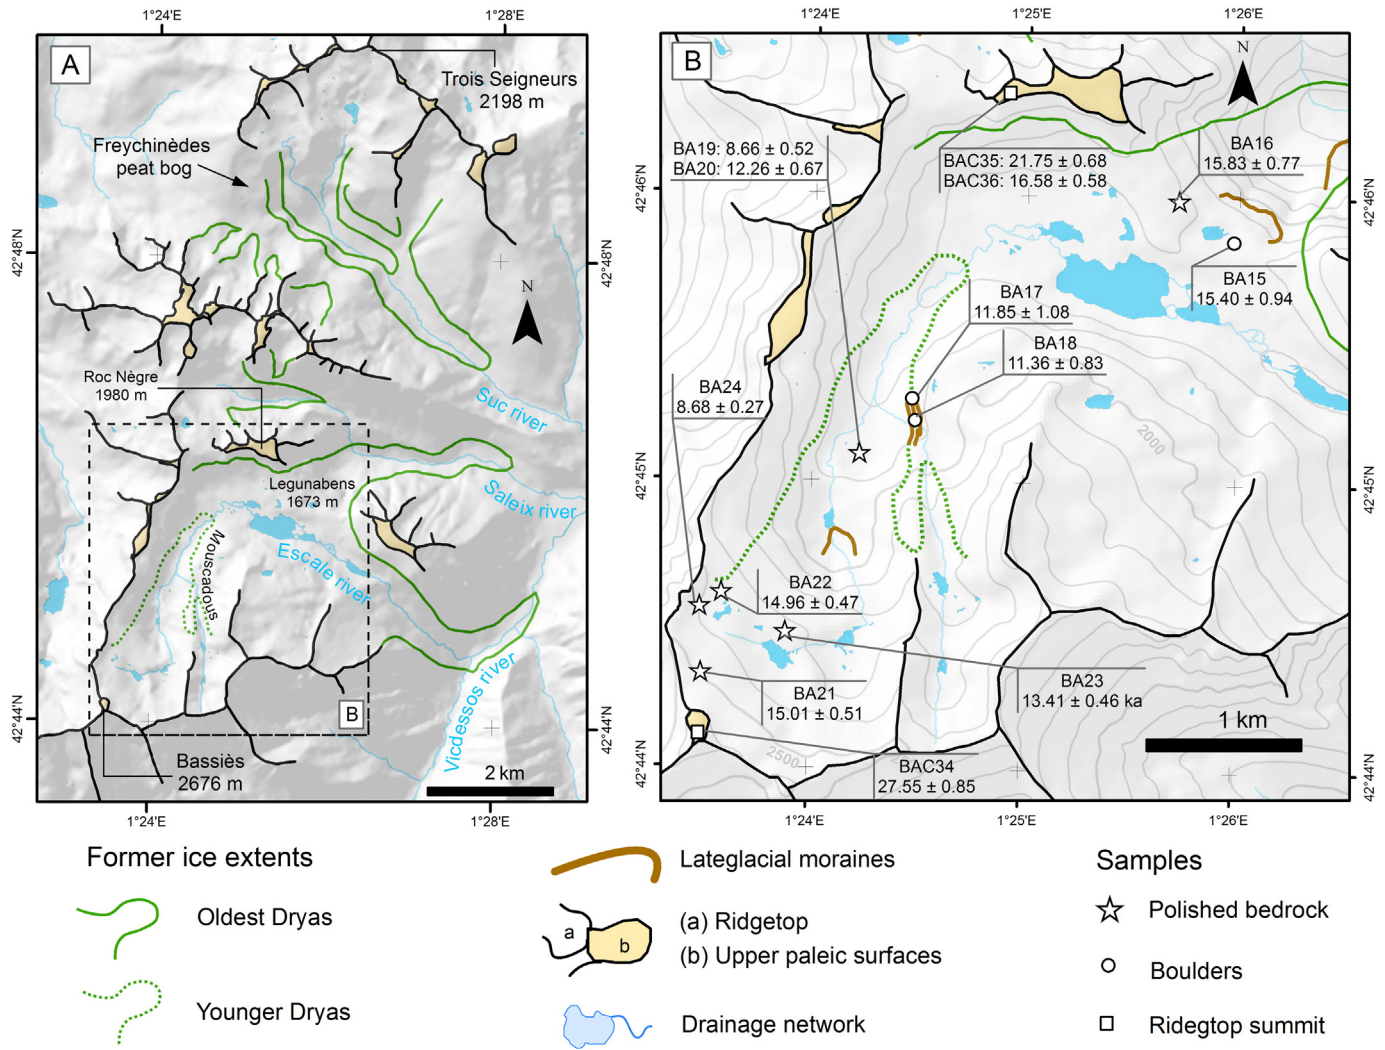 1°24'E
1°28'E
A
Trois Seigneurs
2198 m
Freychinèdes
peat bog
42°48'N
42°48'N
N
Roc Nègre
1980 m
Suc river
Legunabens
1673 m
Saleix river
Escale river
Mouscadous
Vicdessos river
B
42°44'N
42°44'N
Bassiès
2676 m
2 km
1°24'E
1°28'E
1°24'E
1°25'E
1°26'E
B
N
BA19: 8.66 ± 0.52
BA20: 12.26 ± 0.67
BAC35: 21.75 ± 0.68
BAC36: 16.58 ± 0.58
BA16
15.83 ± 0.77
42°46'N
42°46'N
BA15
15.40 ± 0.94
BA17
11.85 ± 1.08
BA18
11.36 ± 0.83
BA24
8.68 ± 0.27
2000
42°45'N
42°45'N
BA22
14.96 ± 0.47
BA23
13.41 ± 0.46 ka
BA21
15.01 ± 0.51
1 km
2500
BAC34
27.55 ± 0.85
42°44'N
42°44'N
1°24'E
1°25'E
1°26'E
Former ice extents
Oldest Dryas
Younger Dryas
Lateglacial moraines
a
b
(a) Ridgetop
(b) Upper paleic surfaces
Drainage network
Samples
Polished bedrock
Boulders
Ridegtop summit